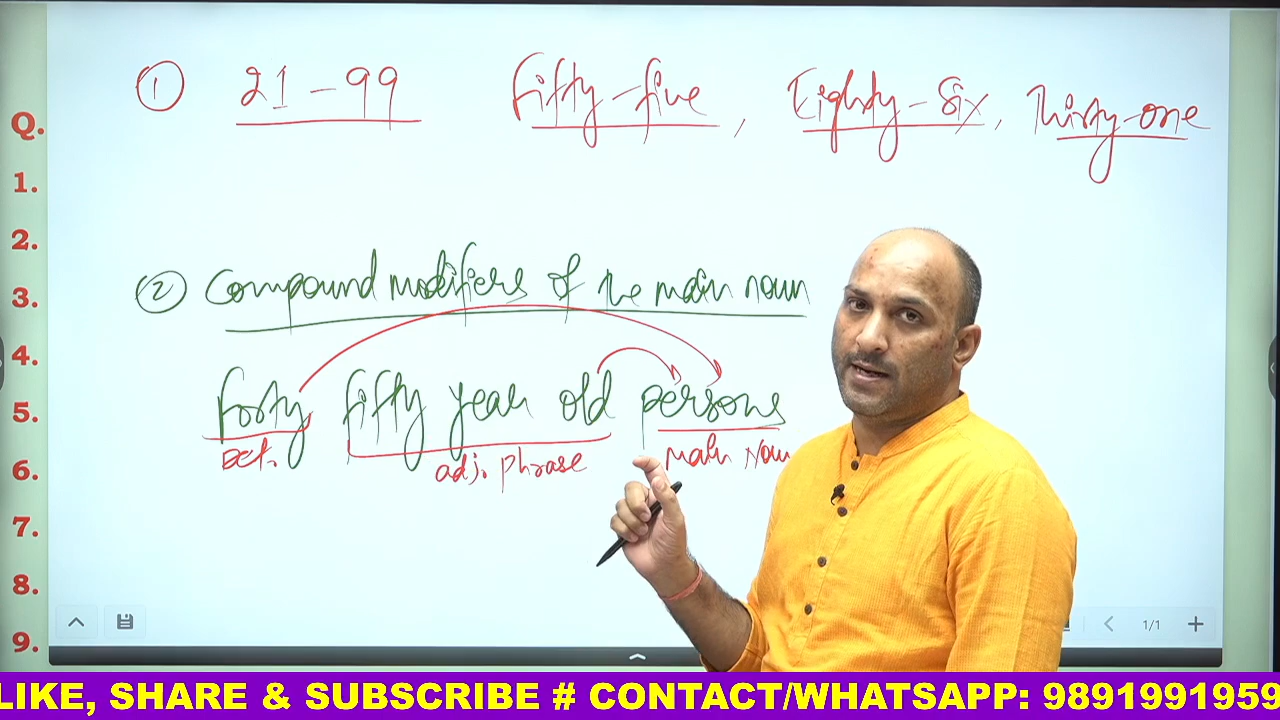 ① 21 - 99 Fifty-five, Eighty-Six, Thirty-one
Q.
1.
2.
② Compound modifiers of the main noun
3.
4.
forty fifty year old persons
5.
Det. adj. phrase Main Noun
6.
7.
8.
1/1
9.
LIKE, SHARE & SUBSCRIBE # CONTACT/WHATSAPP: 9891991959